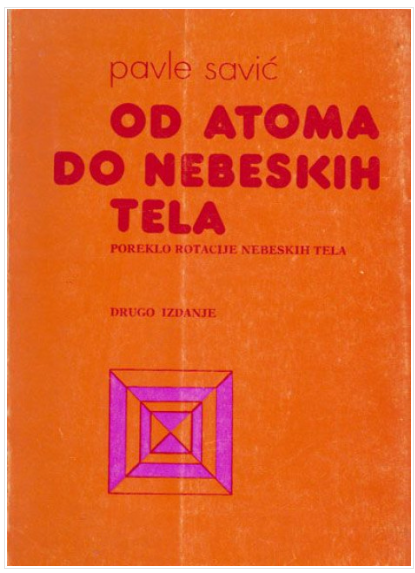 pavle savić
OD ATOMA
DO NEBESKIH
TELA
POREKLO ROTACIJE NEBESKIH TELA
DRUGO IZDANJE